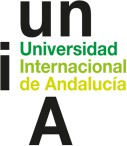 un
i Universidad
Internacional
de Andalucía
A